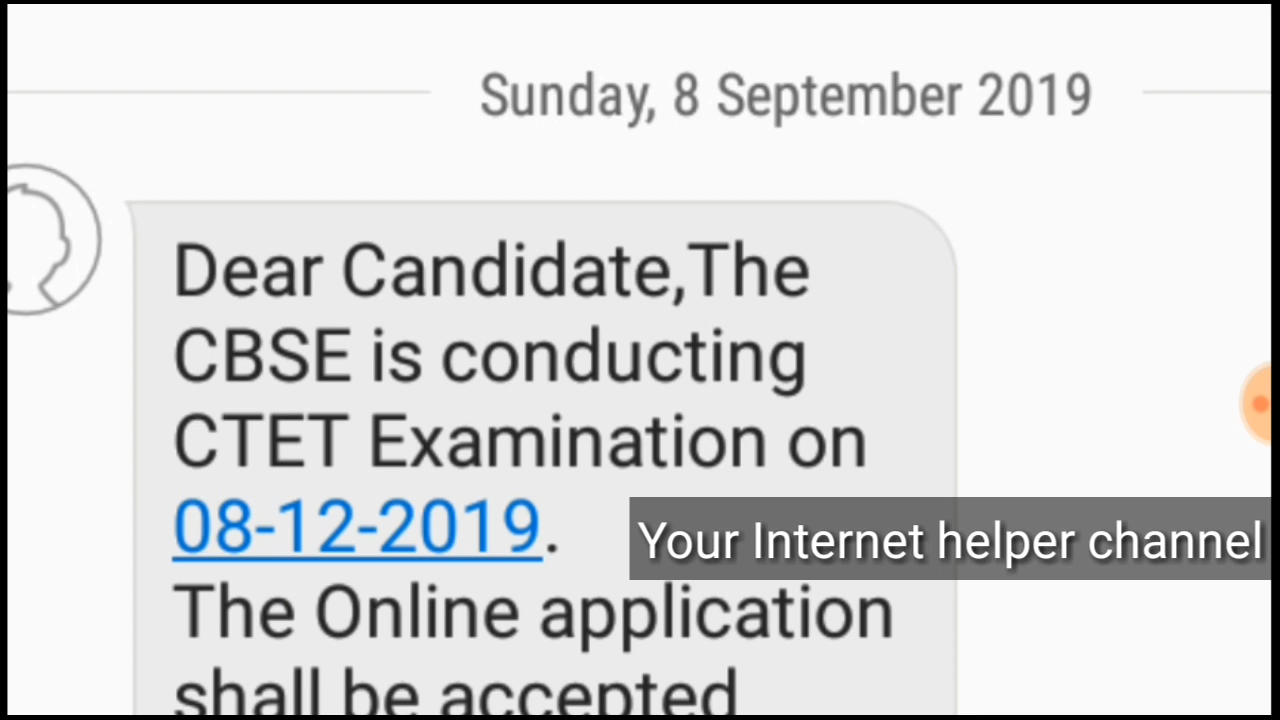 Sunday, 8 September 2019
Dear Candidate,The
CBSE is conducting
CTET Examination on
08-12-2019.
Your Internet helper channel
The Online application
shall be accepted